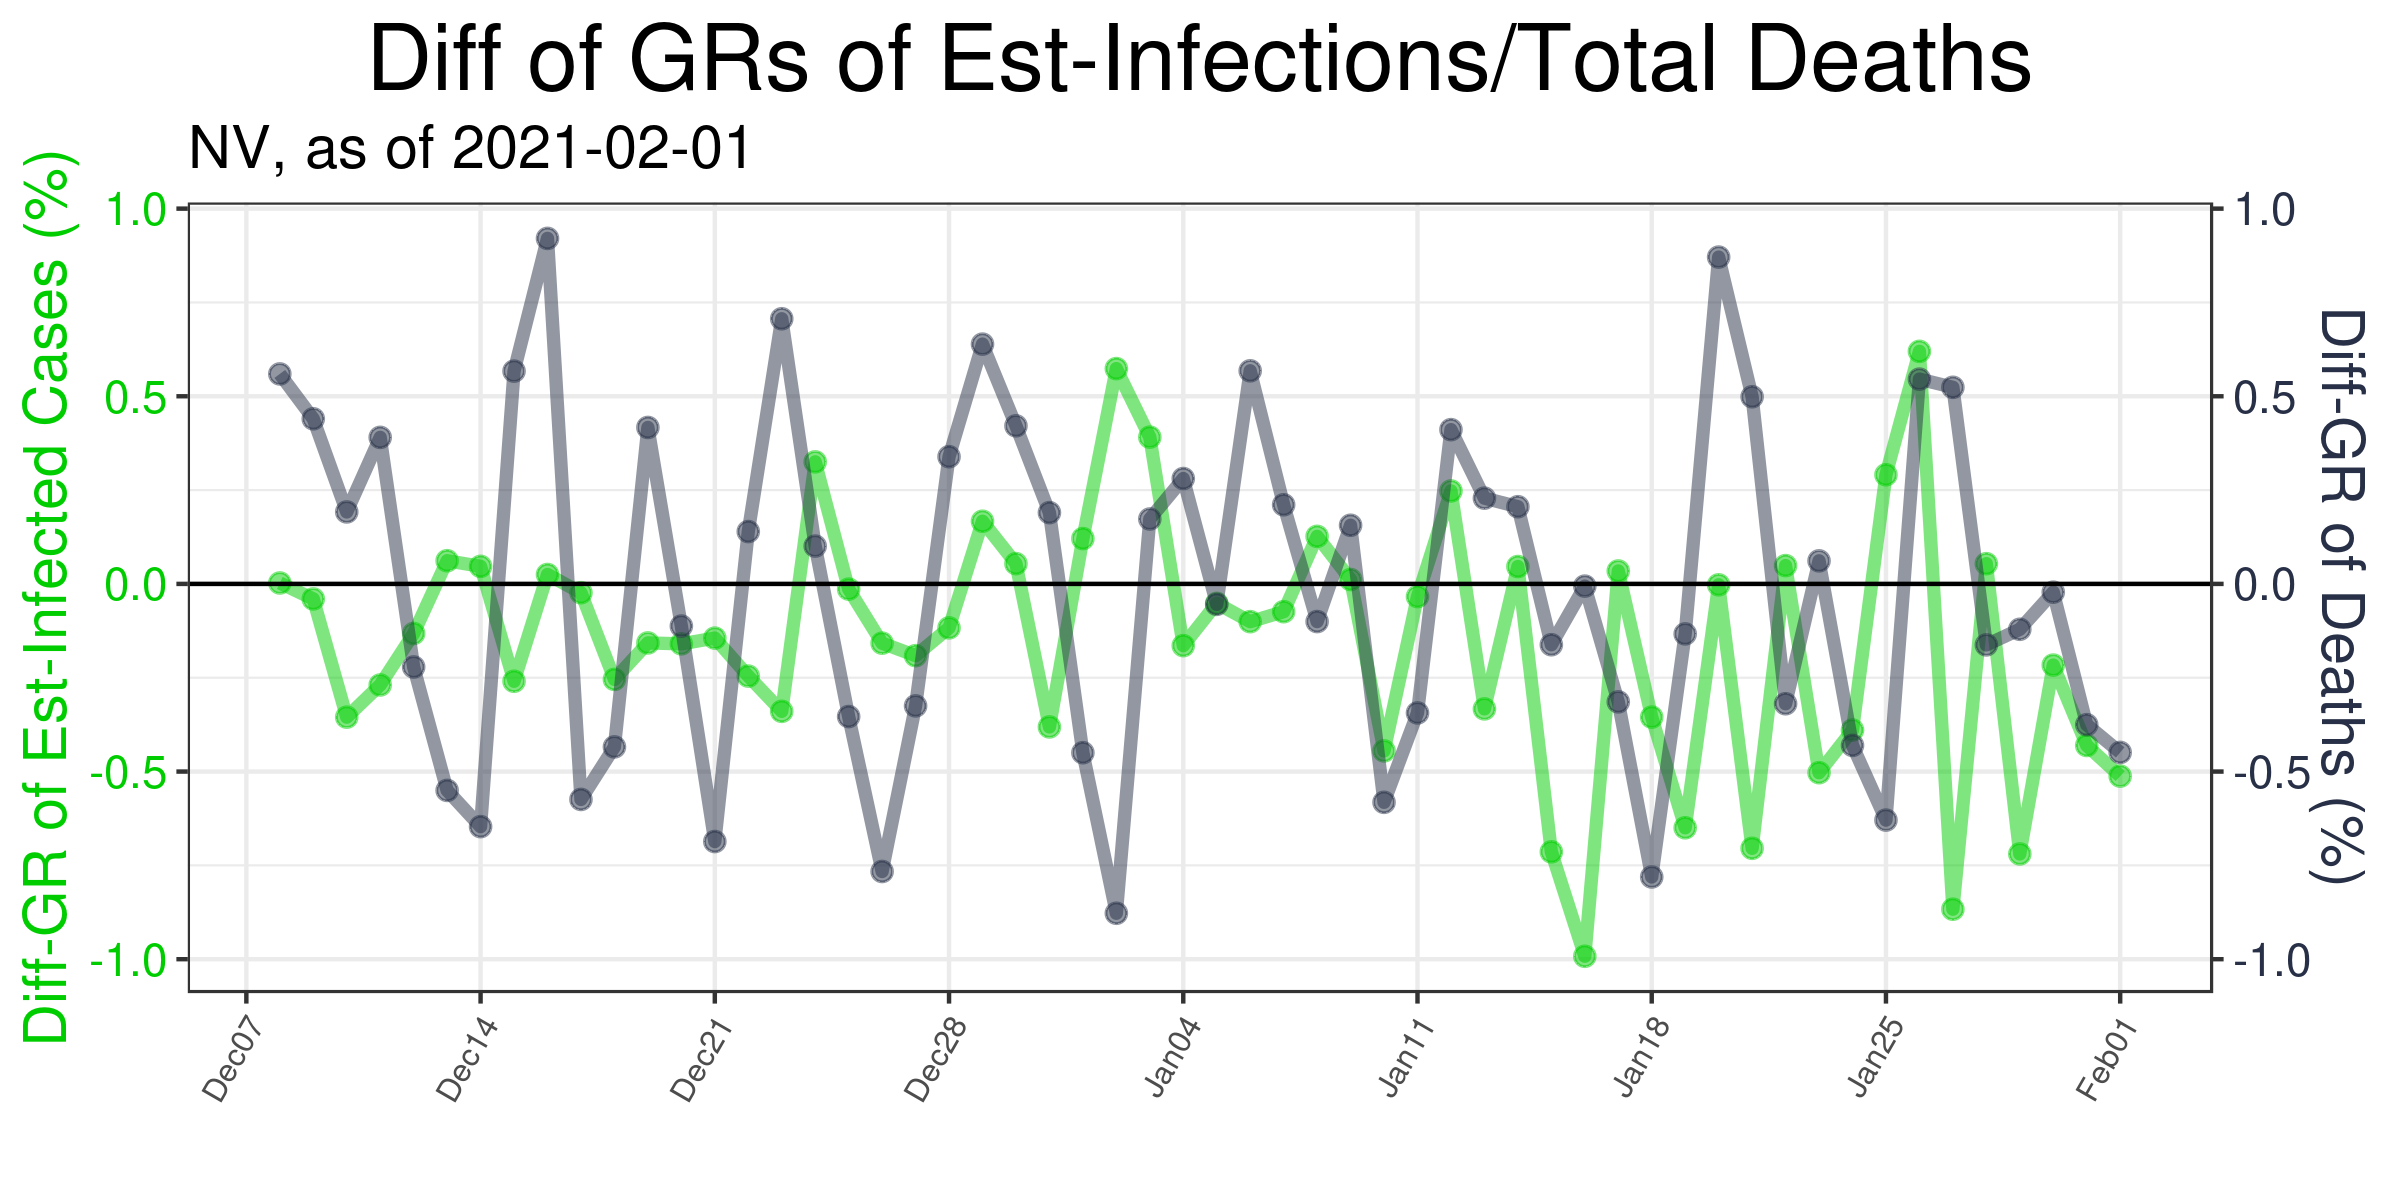 Diff of GRs of Est-Infections/Total Deaths
NV, as of 2021-02-01
Diff-GR of Est-Infected Cases (%)
1.0
0.5
0.0
-0.5
-1.0
1.0
0.5
0.0
-0.5
-1.0
Diff-GR of Deaths (%)
Dec07
Dec14
Dec21
Dec28
Jan04
Jan11
Jan18
Jan25
Feb01